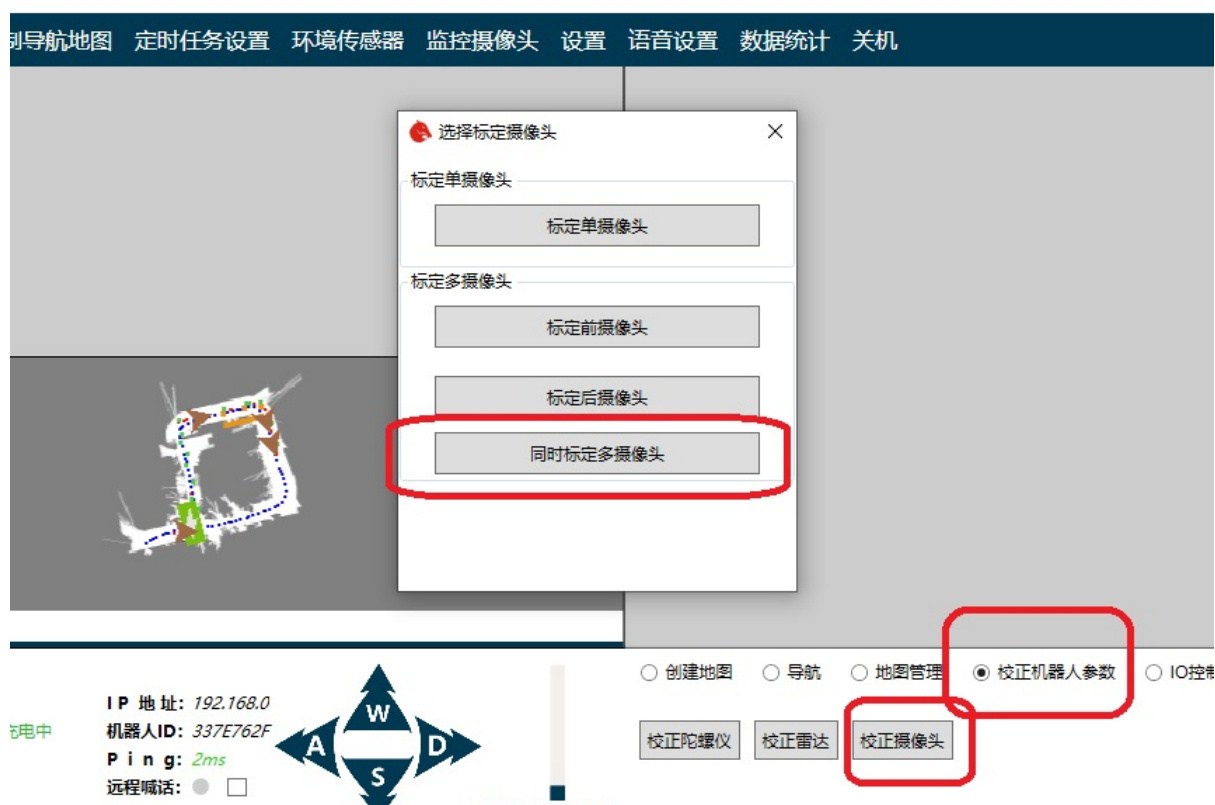 制导航地图 定时任务设置 环境传感器 监控摄像头 设置 语音设置 数据统计 关机
选择标定摄像头
标定单摄像头
标定单摄像头
标定多摄像头
标定前摄像头
标定后摄像头
同时标定多摄像头
创建地图 导航 地图管理 校正机器人参数 IO控制
校正陀螺仪 校正雷达 校正摄像头
充电中
IP 地址: 192.168.0
机器人ID: 337E762F
Ping: 2ms
远程喊话:
W
A
D
S